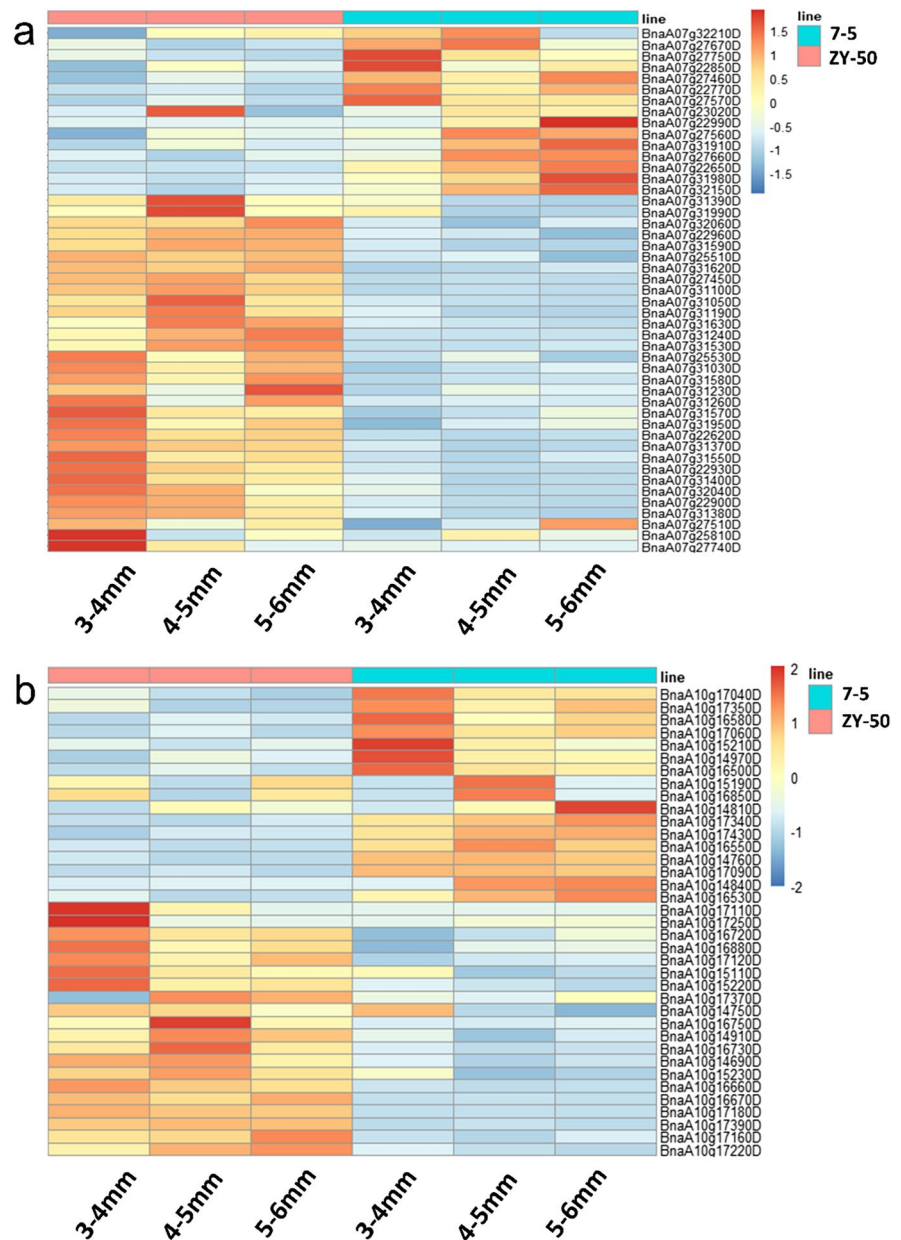 a
line
BnaA07g32210D
BnaA07g27670D
BnaA07g27750D
BnaA07g22850D
BnaA07g27460D
BnaA07g22770D
BnaA07g27570D
BnaA07g23020D
BnaA07g22990D
BnaA07g27560D
BnaA07g31910D
BnaA07g27660D
BnaA07g22650D
BnaA07g31980D
BnaA07g32150D
BnaA07g31390D
BnaA07g31990D
BnaA07g32060D
BnaA07g22960D
BnaA07g31590D
BnaA07g25510D
BnaA07g31620D
BnaA07g27450D
BnaA07g31100D
BnaA07g31050D
BnaA07g31190D
BnaA07g31630D
BnaA07g31240D
BnaA07g31530D
BnaA07g25530D
BnaA07g31030D
BnaA07g31580D
BnaA07g31230D
BnaA07g31260D
BnaA07g31570D
BnaA07g31950D
BnaA07g22620D
BnaA07g31370D
BnaA07g31550D
BnaA07g22930D
BnaA07g31400D
BnaA07g32040D
BnaA07g22900D
BnaA07g31380D
BnaA07g27510D
BnaA07g25810D
BnaA07g27740D
1.5
1
0.5
0
-0.5
-1
-1.5
line
7-5
ZY-50
3-4mm
4-5mm
5-6mm
3-4mm
4-5mm
5-6mm
b
line
BnaA10g17040D
BnaA10g17350D
BnaA10g16580D
BnaA10g17060D
BnaA10g15210D
BnaA10g14970D
BnaA10g16500D
BnaA10g15190D
BnaA10g16850D
BnaA10g14810D
BnaA10g17340D
BnaA10g17430D
BnaA10g16550D
BnaA10g14760D
BnaA10g17090D
BnaA10g14840D
BnaA10g16530D
BnaA10g17110D
BnaA10g17250D
BnaA10g16720D
BnaA10g16880D
BnaA10g17120D
BnaA10g15110D
BnaA10g15220D
BnaA10g17370D
BnaA10g14750D
BnaA10g16750D
BnaA10g14910D
BnaA10g16730D
BnaA10g14690D
BnaA10g15230D
BnaA10g16660D
BnaA10g16670D
BnaA10g17180D
BnaA10g17390D
BnaA10g17160D
BnaA10g17220D
2
1
0
-1
-2
line
7-5
ZY-50
3-4mm
4-5mm
5-6mm
3-4mm
4-5mm
5-6mm